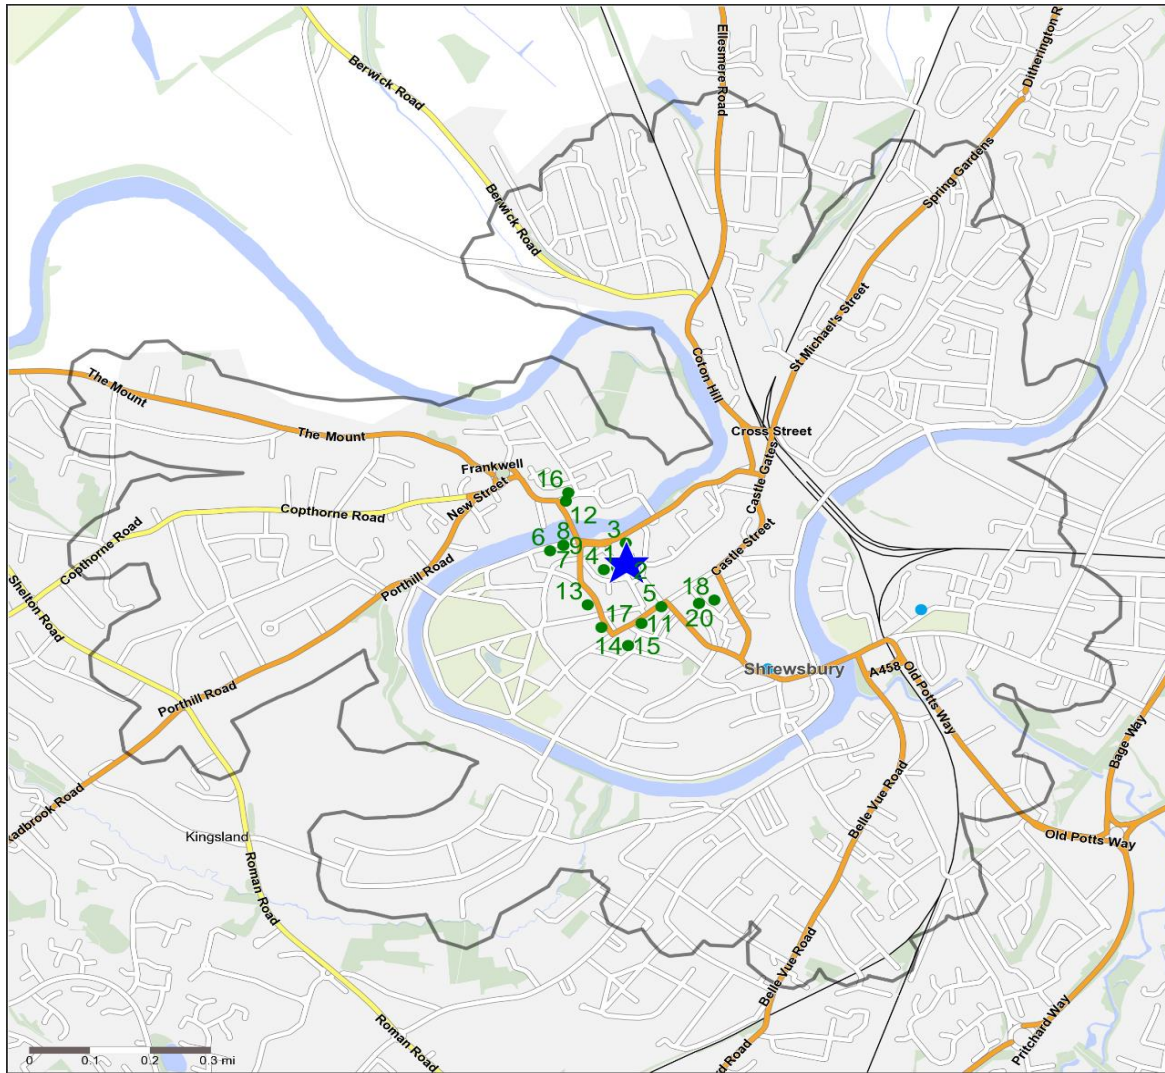 Berwick Road
Ellesmere Road
Ditherington R
Spring Gardens
Berwick Road
St Michael's Street
Coton Hill
The Mount
The Mount
Cross Street
Frankwell
Castle Gates
New Street
Copthorne Road
Copthorne Road
Castle Street
Porthill Road
Shelton Road
16
12
8
3
6
9
1
7
4
2
13
5
18
17
11
20
14
15
Shrewsbury
A458
Old Potts Way
Porthill Road
Bage Way
Belle Vue Road
adbrook Road
Kingsland
Old Potts Way
Roman Road
Belle Vue Road
Roman Road
Pritchard Way
rd Road
0
0.1
0.2
0.3 mi